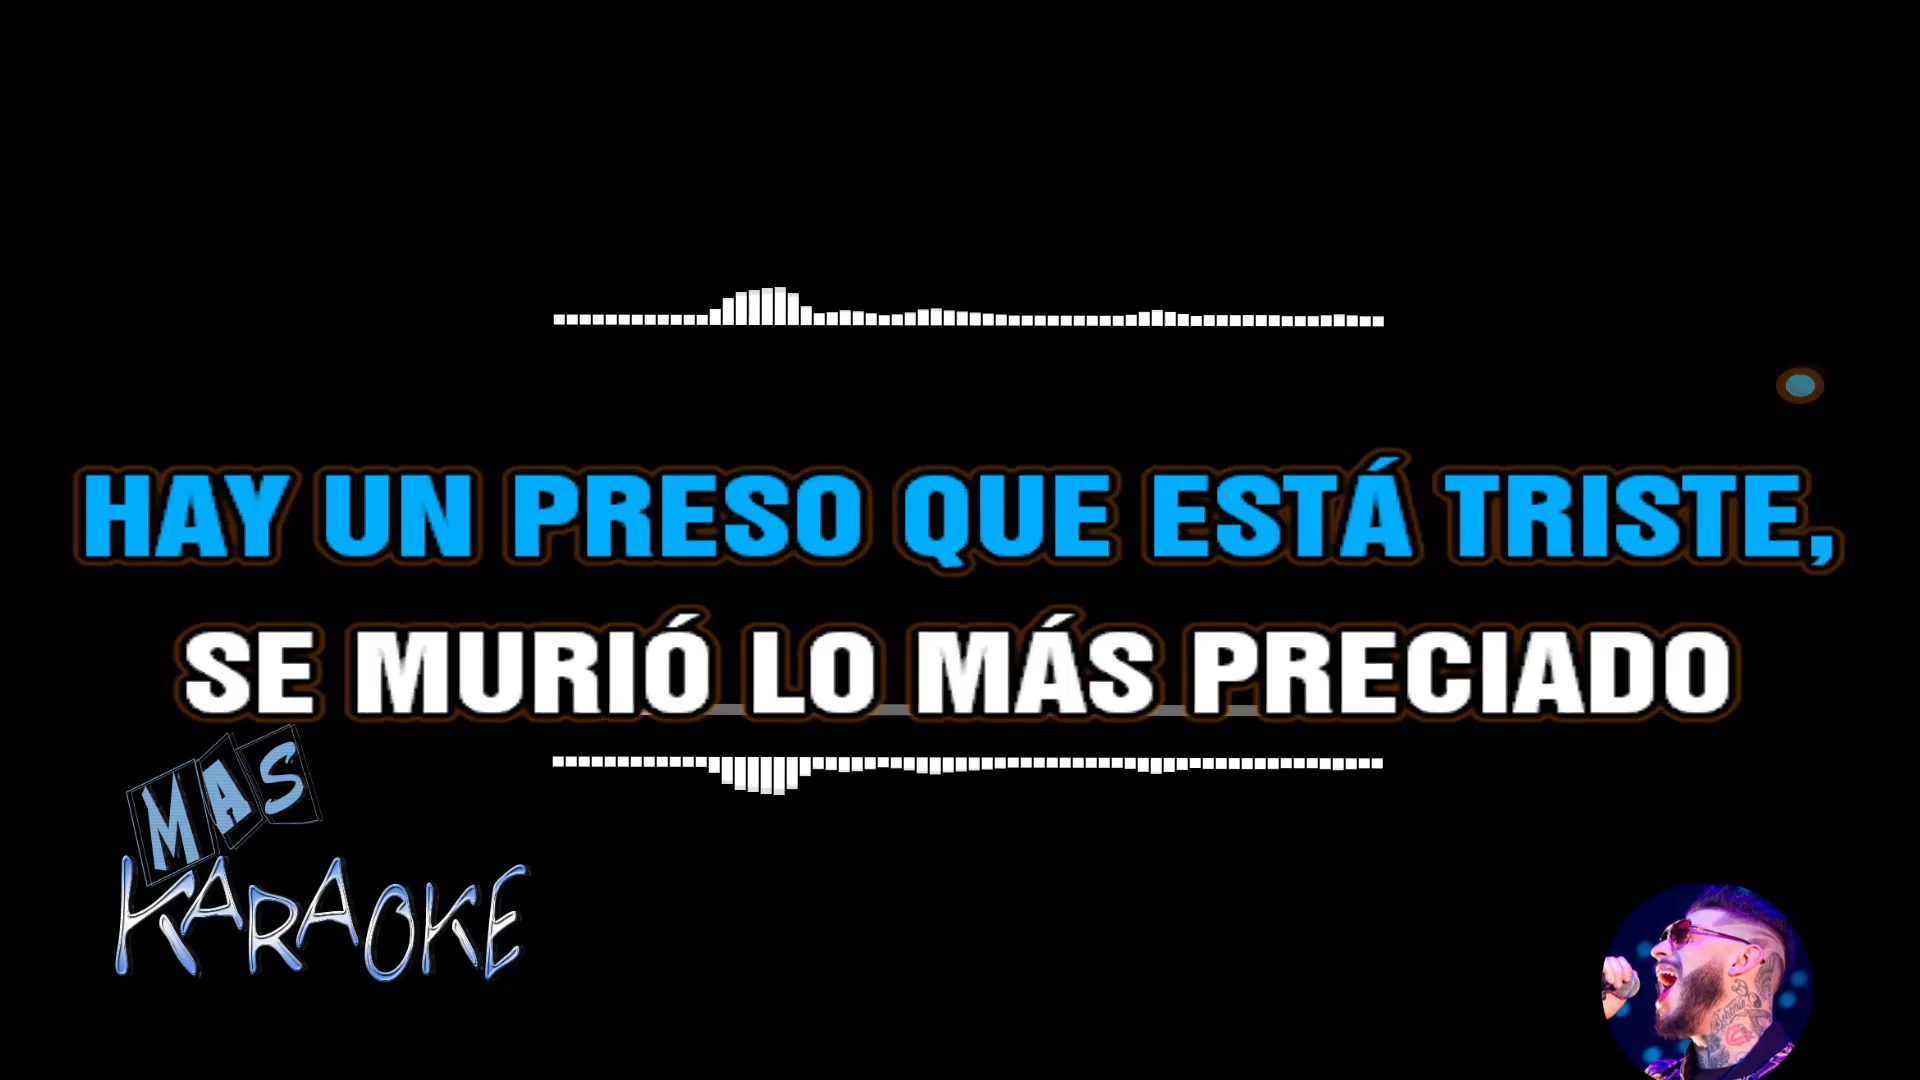 HAY UN PRESO QUE ESTÁ TRISTE,
SE MURIÓ LO MÁS PRECIADO
MAS
KARAOKE